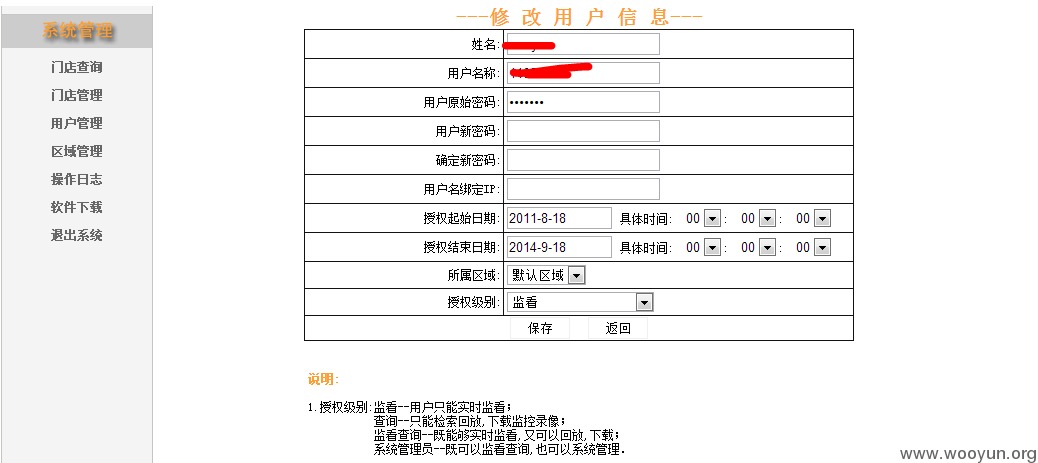 系统管理
门店查询
门店管理
用户管理
区域管理
操作日志
软件下载
退出系统
---修 改 用 户 信 息---
姓名:
用户名称:
用户原始密码: •••••••
用户新密码:
确定新密码:
用户名绑定IP:
授权起始日期: 2011-8-18 具体时间: 00 : 00 : 00
授权结束日期: 2014-9-18 具体时间: 00 : 00 : 00
所属区域: 默认区域
授权级别: 监看
保存 返回
说明:
1.授权级别:监看--用户只能实时监看;
查询--只能检索回放,下载监控录像;
监看查询--既能够实时监看,又可以回放,下载;
系统管理员--既可以监看查询,也可以系统管理.
www.wooyun.org